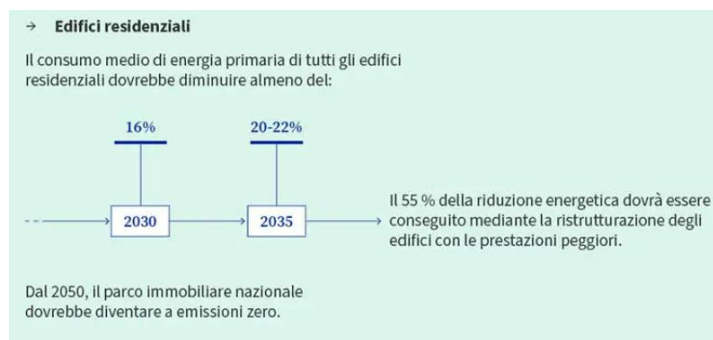 → Edifici residenziali
Il consumo medio di energia primaria di tutti gli edifici
residenziali dovrebbe diminuire almeno del:
16%
20-22%
2030
2035
Il 55 % della riduzione energetica dovrà essere
conseguito mediante la ristrutturazione degli
edifici con le prestazioni peggiori.
Dal 2050, il parco immobiliare nazionale
dovrebbe diventare a emissioni zero.